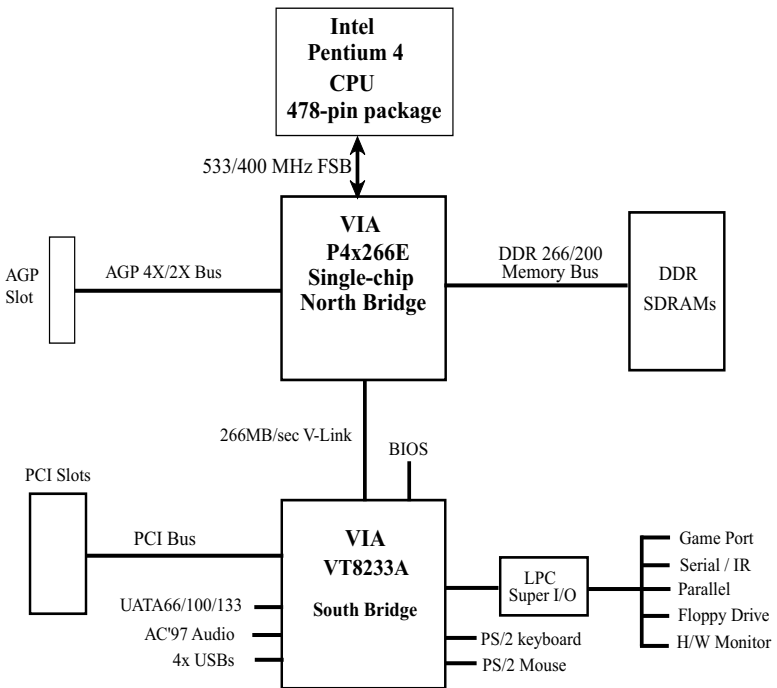 Intel
Pentium 4
CPU
478-pin package
533/400 MHz FSB
VIA
P4x266E
Single-chip
North Bridge
AGP
Slot
AGP 4X/2X Bus
DDR 266/200
Memory Bus
DDR
SDRAMs
266MB/sec V-Link
BIOS
PCI Slots
PCI Bus
VIA
VT8233A
South Bridge
UATA66/100/133
AC'97 Audio
4x USBs
LPC
Super I/O
PS/2 keyboard
PS/2 Mouse
Game Port
Serial / IR
Parallel
Floppy Drive
H/W Monitor